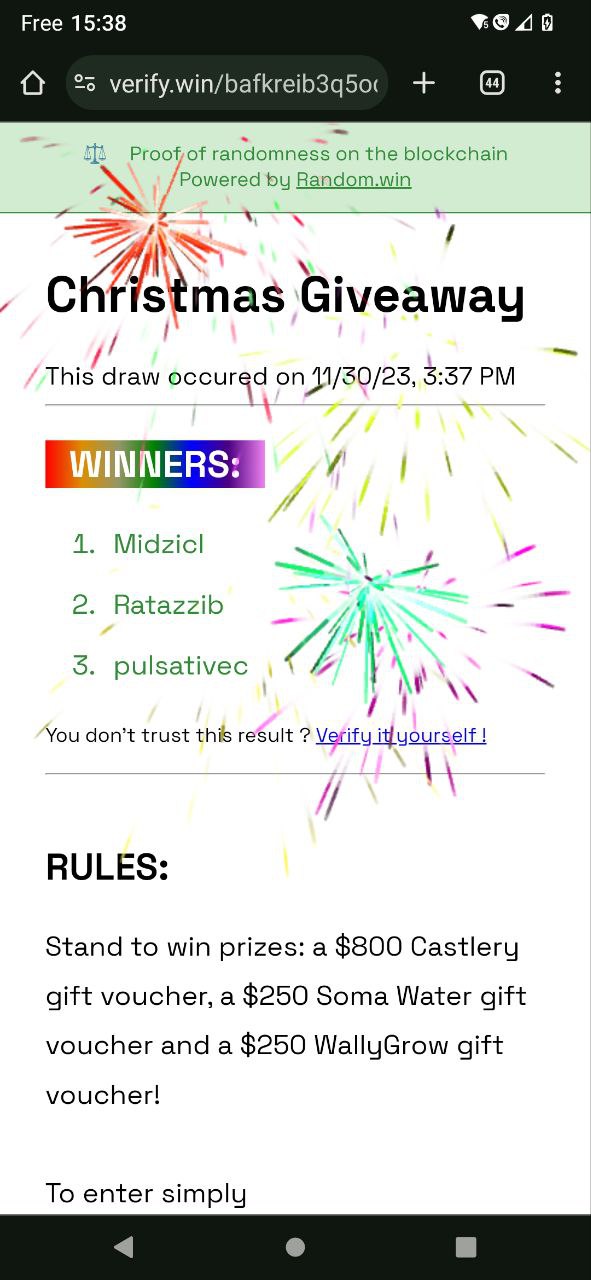 Free 15:38
verify.win/bafkreib3q5o
44
Proof of randomness on the blockchain
Powered by Random.win
Christmas Giveaway
This draw occured on 11/30/23, 3:37 PM
WINNERS:
1. Midzicl
2. Ratazzib
3. pulsativec
You don't trust this result ? Verify it yourself !
RULES:
Stand to win prizes: a $800 Castlery
gift voucher, a $250 Soma Water gift
voucher and a $250 WallyGrow gift
voucher!
To enter simply